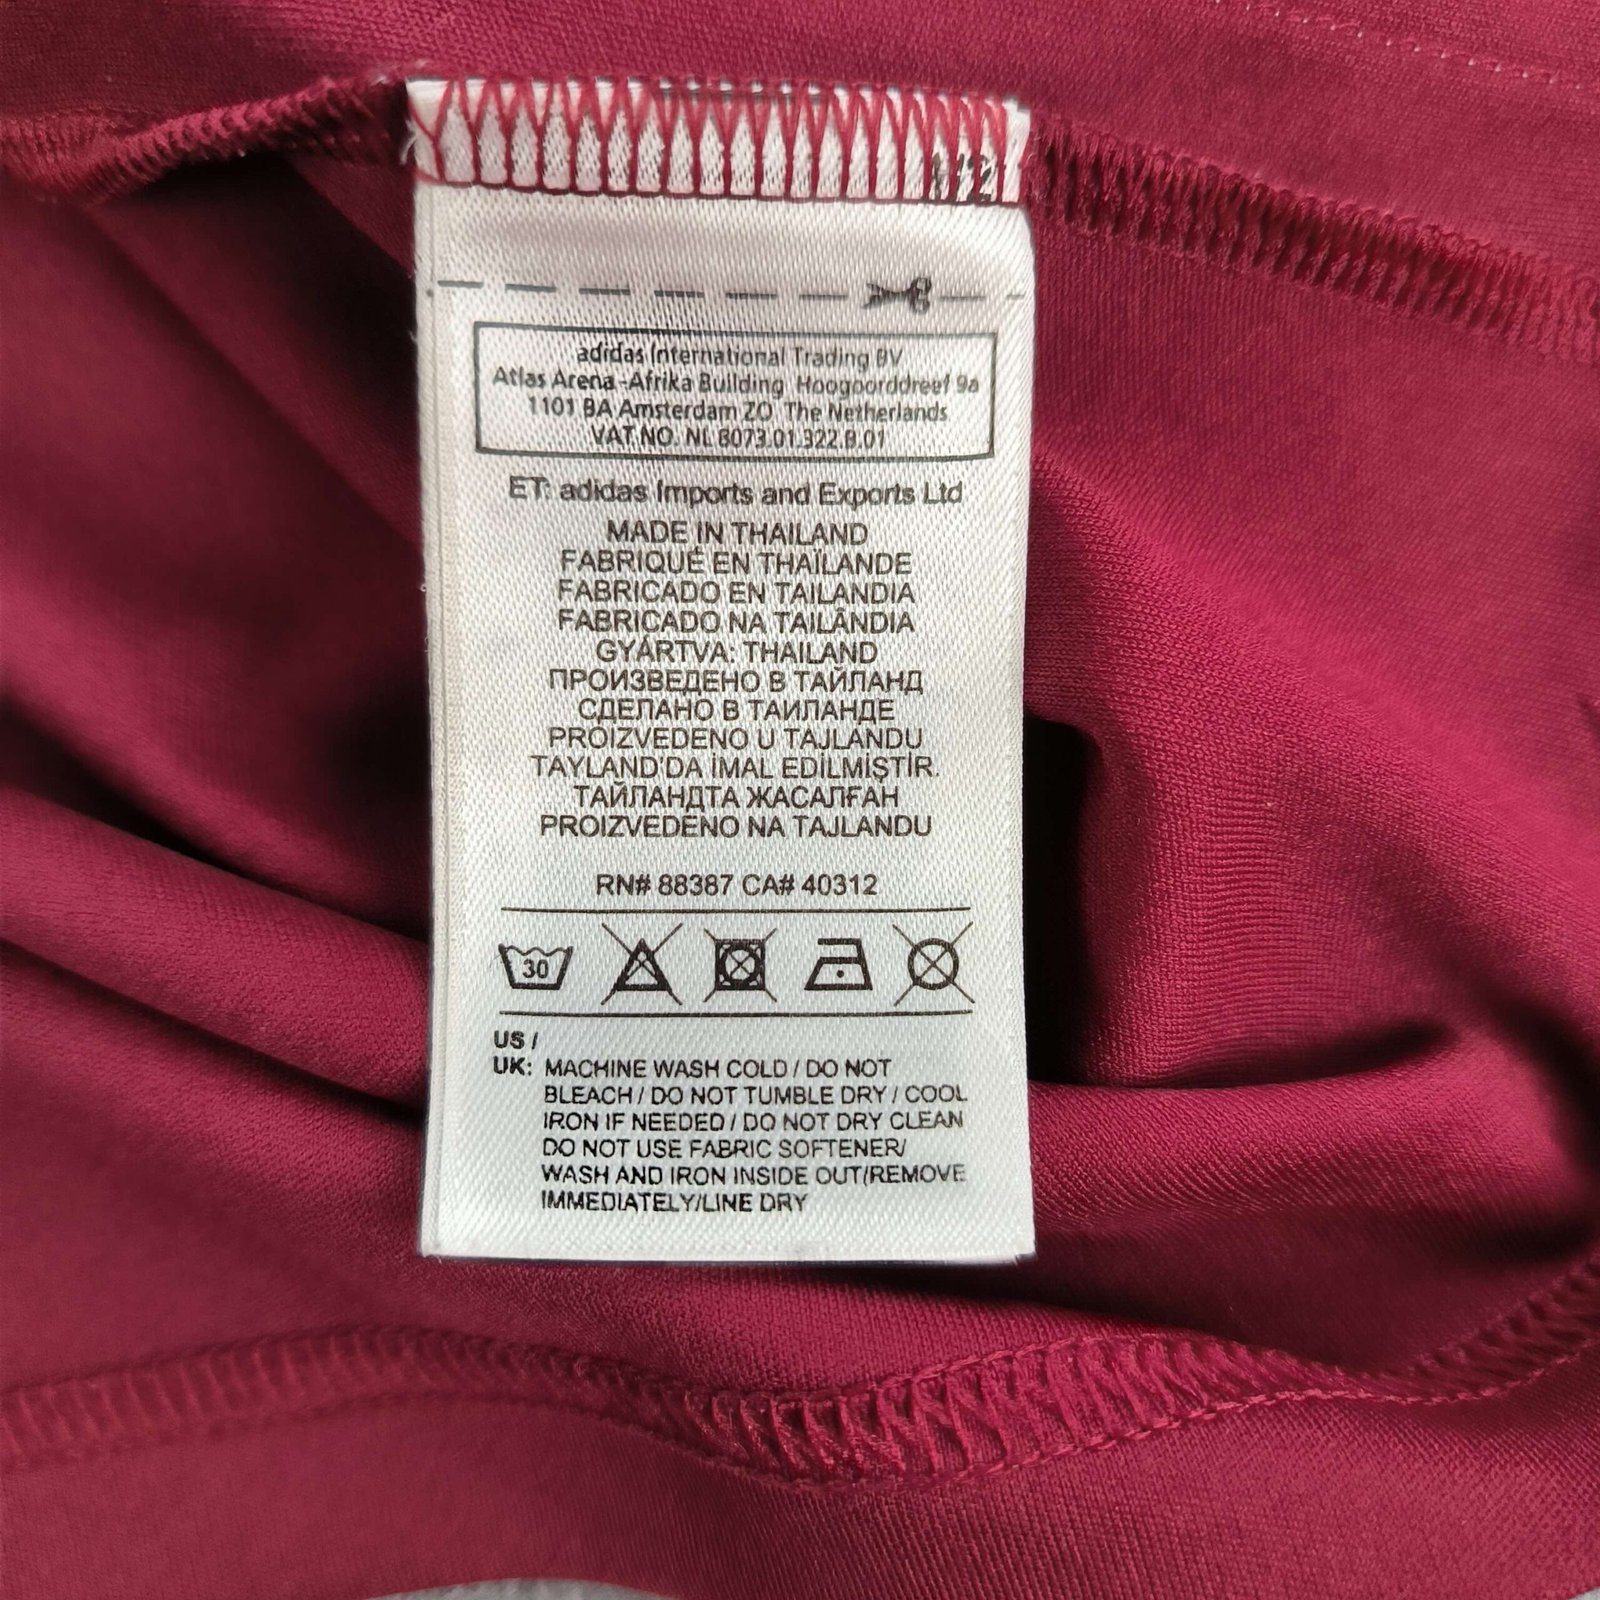 adidas International Trading BV
Atlas Arena-Afrika Building Hoogoorddreef 9a
1101 BA Amsterdam ZO The Netherlands
VAT.NO. NL 8073.01.322.B.01
ET: adidas Imports and Exports Ltd
MADE IN THAILAND
FABRIQUÉ EN THAÏLANDE
FABRICADO EN TAILANDIA
FABRICADO NA TAILÂNDIA
GYÁRTVA: THAILAND
ПРОИЗВЕДЕНО В ТАЙЛАНД
СДЕЛАНО В ТАИЛАНДЕ
PROIZVEDENO U TAJLANDU
TAYLAND'DA İMAL EDİLMİŞTİR.
ТАЙЛАНДТА ЖАСАЛҒАН
PROIZVEDENO NA TAJLANDU
RN# 88387 CA# 40312
30
US /
UK: MACHINE WASH COLD / DO NOT
BLEACH / DO NOT TUMBLE DRY / COOL
IRON IF NEEDED / DO NOT DRY CLEAN
DO NOT USE FABRIC SOFTENER/
WASH AND IRON INSIDE OUT/REMOVE
IMMEDIATELY/LINE DRY